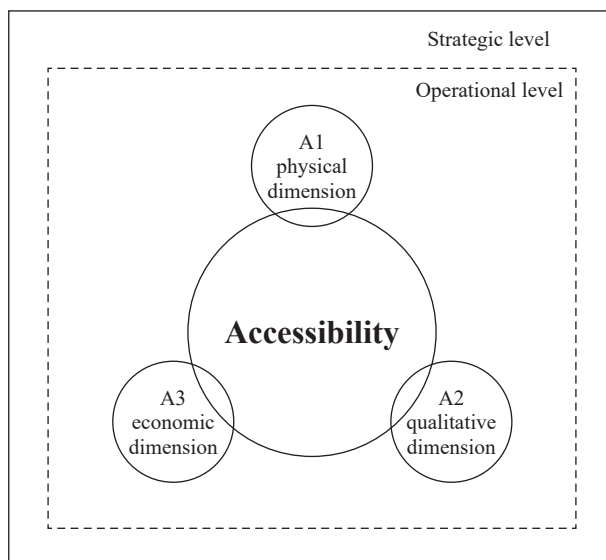 Strategic level
Operational level
A1
physical
dimension
Accessibility
A3
economic
dimension
A2
qualitative
dimension